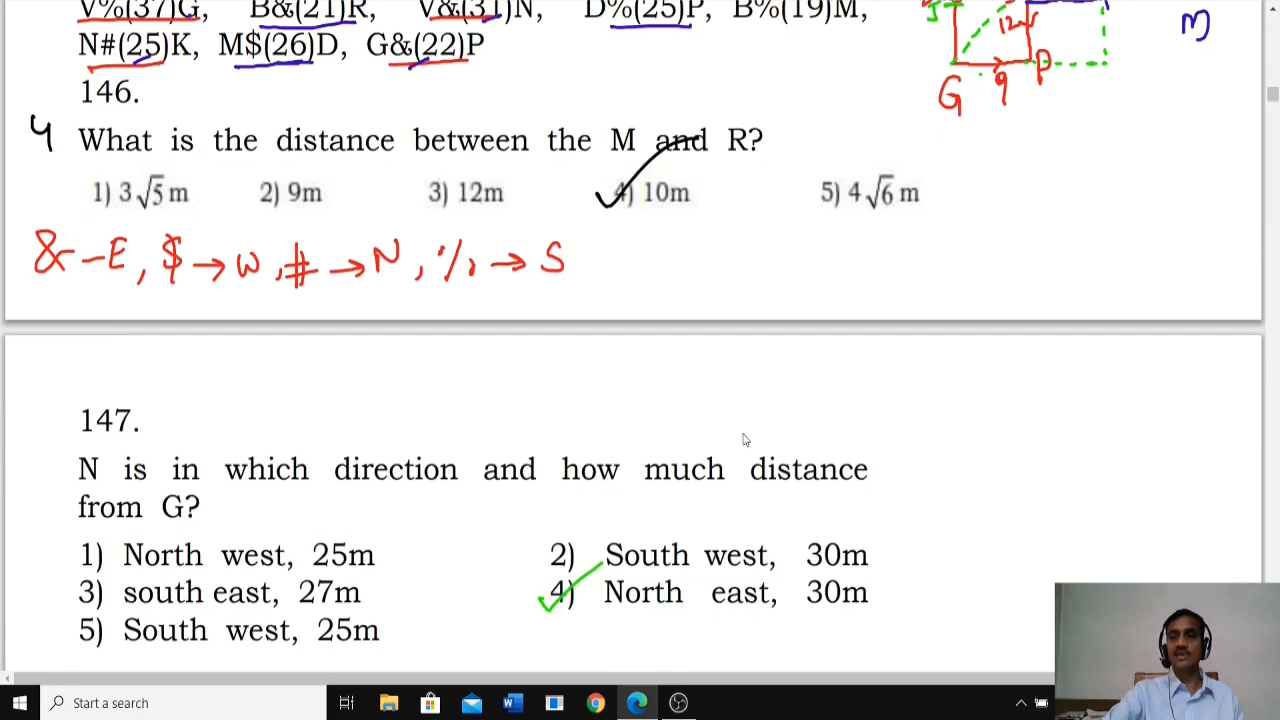 V%(37)G, B&(21)R, V&(31)N, D%(25)P, B%(19)M,
N#(25)K, M$(26)D, G&(22)P
12
P
G
9
M
146.
4
What is the distance between the M and R?
1) 3√5 m 2) 9m 3) 12m 4) 10m 5) 4√6 m
& – E, $ → W, # → N, % → S
147.
N is in which direction and how much distance
from G?
1) North west, 25m 2) South west, 30m
3) south east, 27m 4) North east, 30m
5) South west, 25m
Start a search